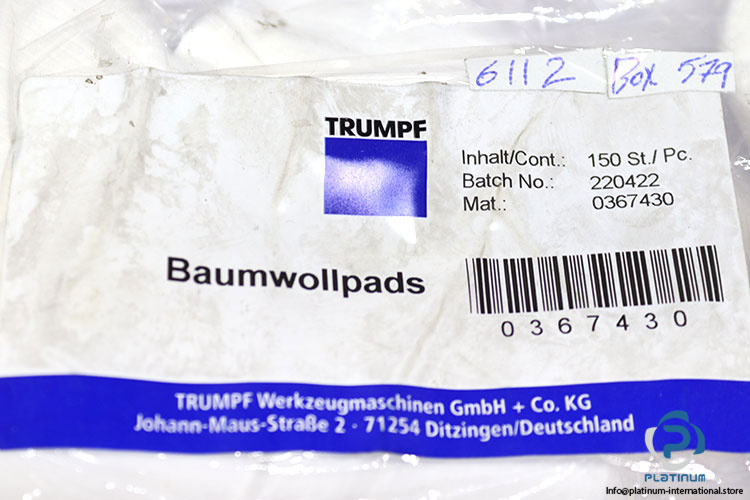 6112 Box 579
TRUMPF
Inhalt/Cont.: 150 St./ Pc.
Batch No.: 220422
Mat.: 0367430
Baumwollpads
0367430
TRUMPF Werkzeugmaschinen GmbH + Co. KG
Johann-Maus-Straße 2 · 71254 Ditzingen/Deutschland
PLATINUM
Info@platinum-international.store